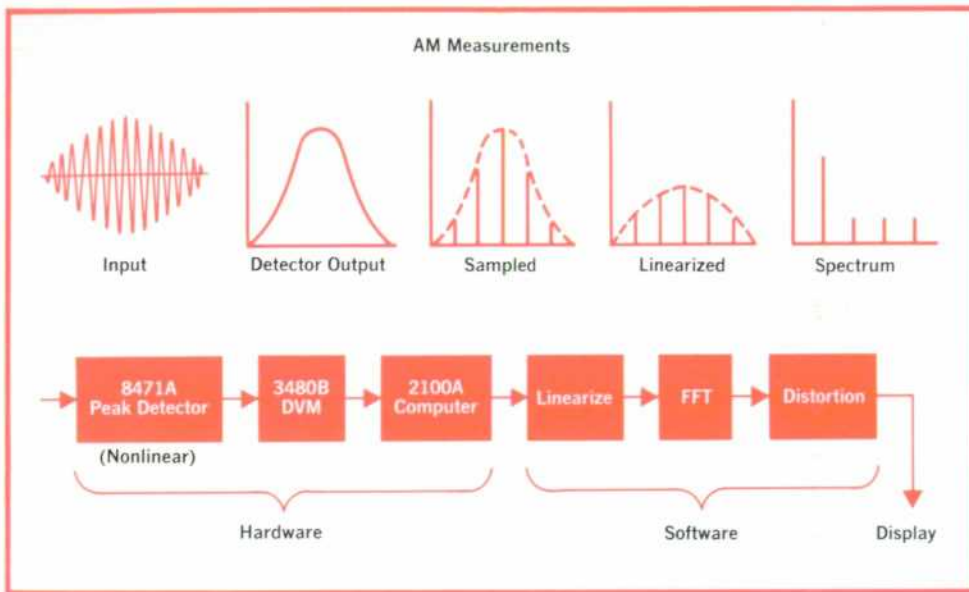 AM Measurements
Input
Detector Output
Sampled
Linearized
Spectrum
8471A
Peak Detector
3480B
DVM
2100A
Computer
Linearize
FFT
Distortion
(Nonlinear)
Hardware
Software
Display